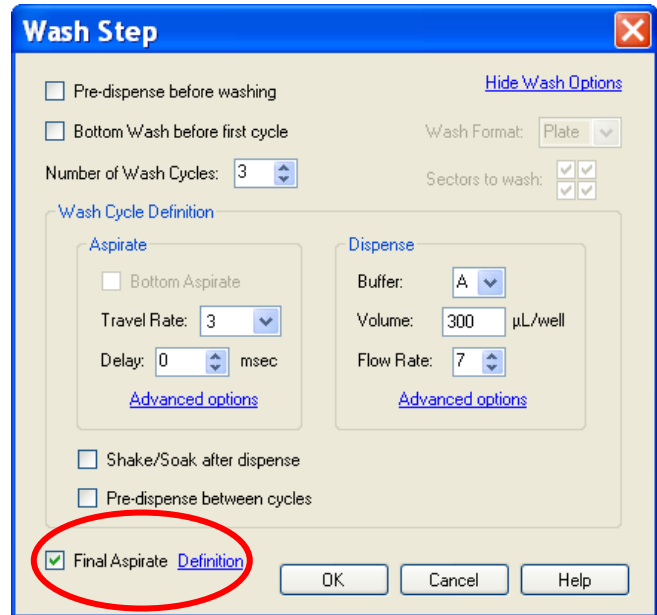 Wash Step
Pre-dispense before washing
Hide Wash Options
Bottom Wash before first cycle
Wash Format: Plate
Number of Wash Cycles: 3
Sectors to wash:
Wash Cycle Definition
Aspirate
Dispense
Bottom Aspirate
Buffer: A
Travel Rate: 3
Volume: 300 µL/well
Delay: 0 msec
Flow Rate: 7
Advanced options
Advanced options
Shake/Soak after dispense
Pre-dispense between cycles
Final Aspirate Definition
OK
Cancel
Help